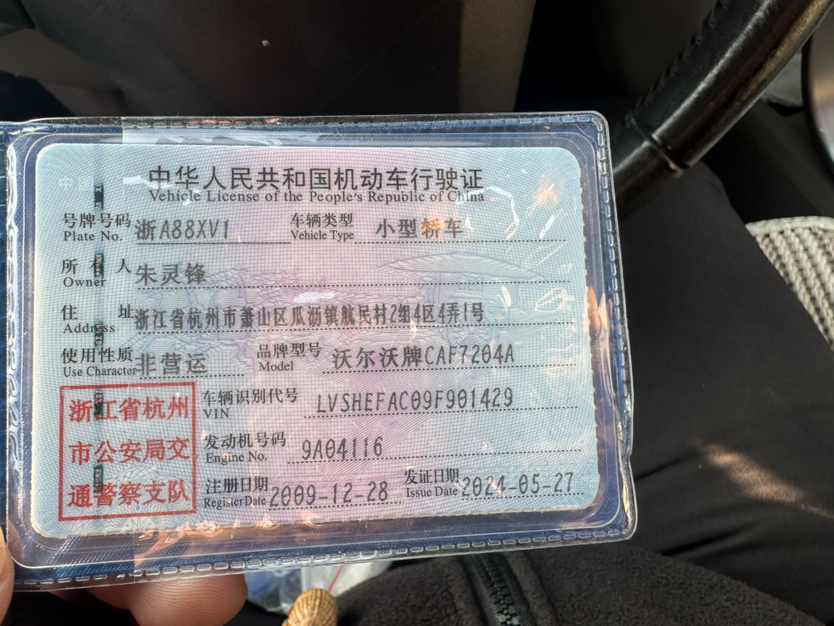 中华人民共和国机动车行驶证
Vehicle License of the People's Republic of China
号牌号码 浙A88XV1 车辆类型 小型轿车
Plate No. Vehicle Type
所有人 朱灵锋
Owner
住址 浙江省杭州市萧山区瓜沥镇航民村2组4区4弄1号
Address
使用性质 非营运 品牌型号 沃尔沃牌CAF7204A
Use Character Model
浙江省杭州
市公安局交
通警察支队
车辆识别代号 LVSHEFAC09F901429
VIN
发动机号码 9A04116
Engine No.
注册日期 2009-12-28 发证日期 2024-05-27
Register Date Issue Date